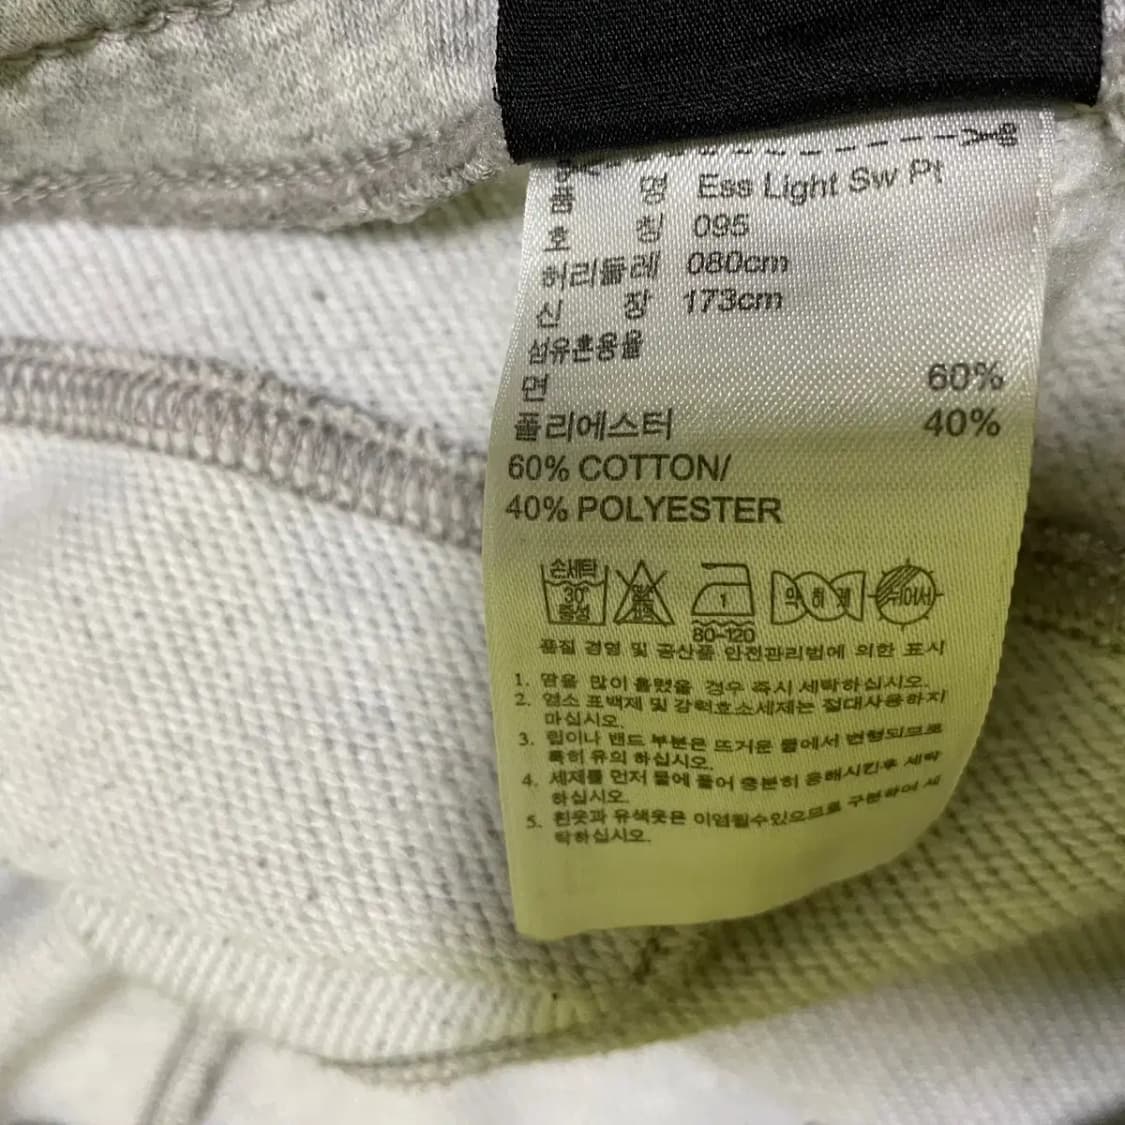 품 명 Ess Light Sw Pt
호 칭 095
허리둘레 080cm
신 장 173cm
섬유혼용율
면 60%
폴리에스터 40%
60% COTTON/
40% POLYESTER
손세탁 30° 중성 1 80-120 약하게 뉘어서
품질 경영 및 공산품 안전관리법에 의한 표시
1. 땀을 많이 흘렸을 경우 즉시 세탁하십시오.
2. 염소 표백제 및 강력효소세제는 절대사용하지
마십시오.
3. 립이나 밴드 부분은 뜨거운 물에서 변형되므로
특히 유의 하십시오.
4. 세제를 먼저 물에 풀어 충분히 용해시킨후 세탁
하십시오.
5. 흰옷과 유색옷은 이염될수있으므로 구분하여 세
탁하십시오.